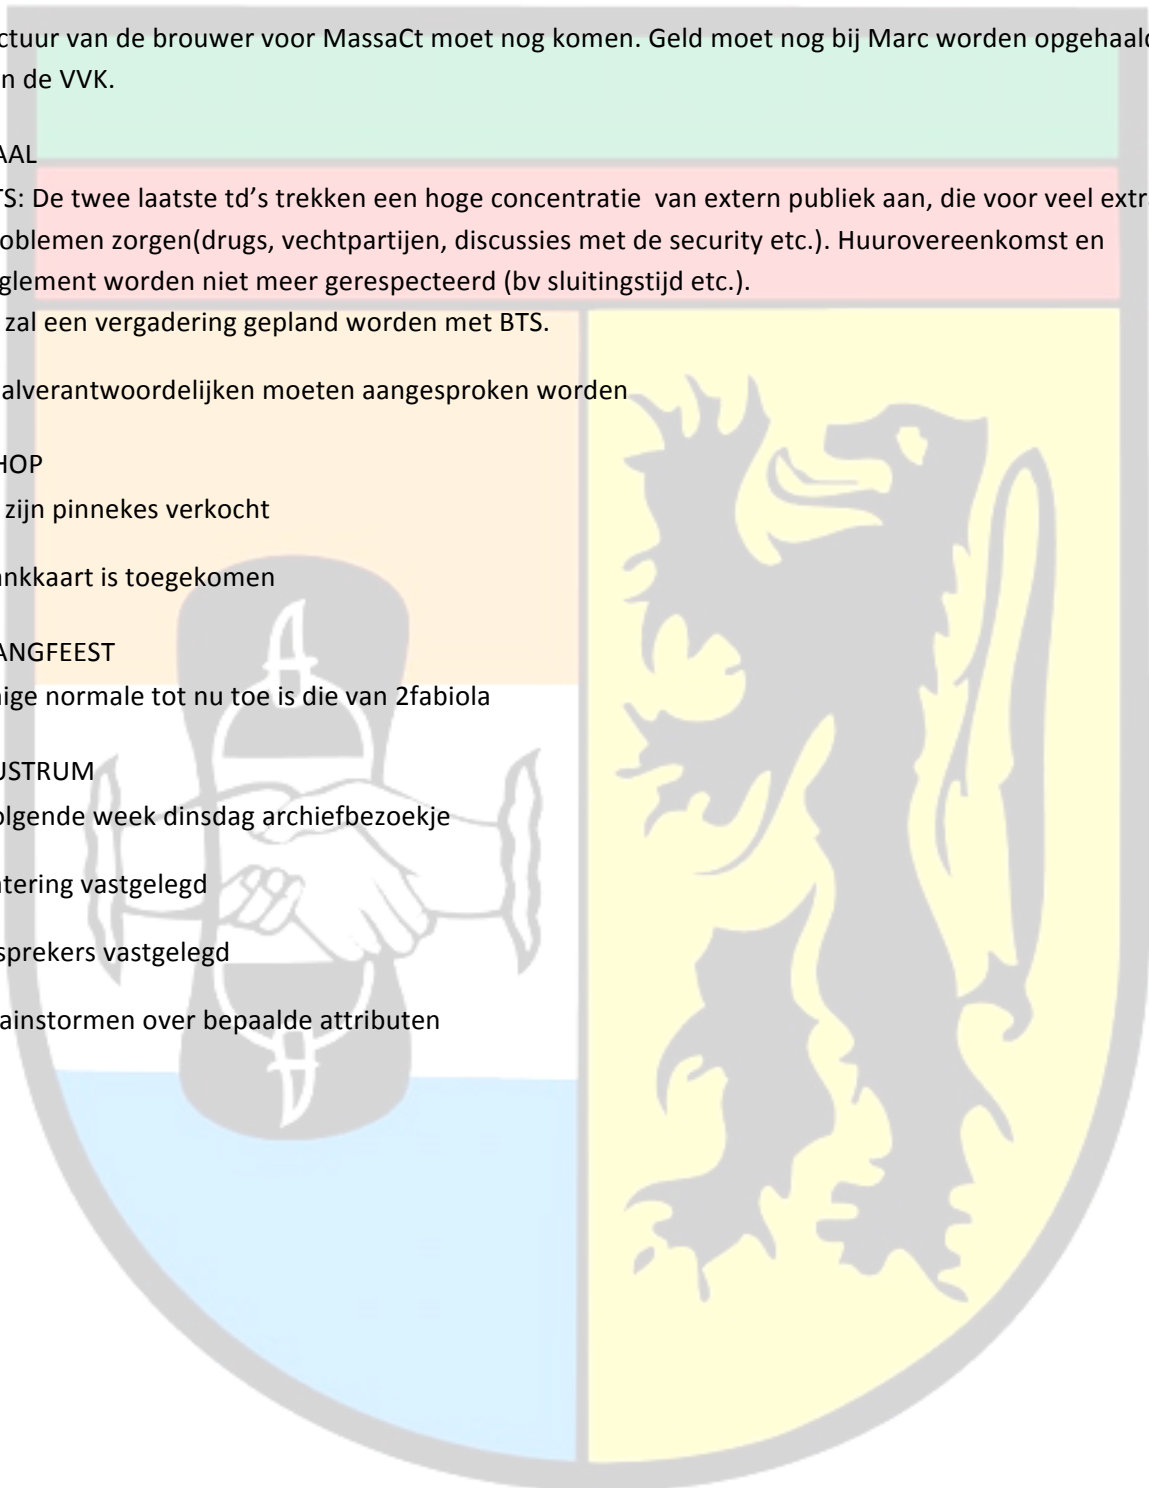 ctuur van de brouwer voor MassaCt moet nog komen. Geld moet nog bij Marc worden opgehaald
n de VVK.
AAL
TS: De twee laatste td's trekken een hoge concentratie van extern publiek aan, die voor veel extr
oblemen zorgen(drugs, vechtpartijen, discussies met de security etc.). Huurovereenkomst en
glement worden niet meer gerespecteerd (bv sluitingstijd etc.).
zal een vergadering gepland worden met BTS.
alverantwoordelijken moeten aangesproken worden
HOP
zijn pinnekes verkocht
nkkaart is toegekomen
ANGFEEST
nige normale tot nu toe is die van 2fabiola
USTRUM
olgende week dinsdag archiefbezoekje
atering vastgelegd
sprekers vastgelegd
ainstormen over bepaalde attributen